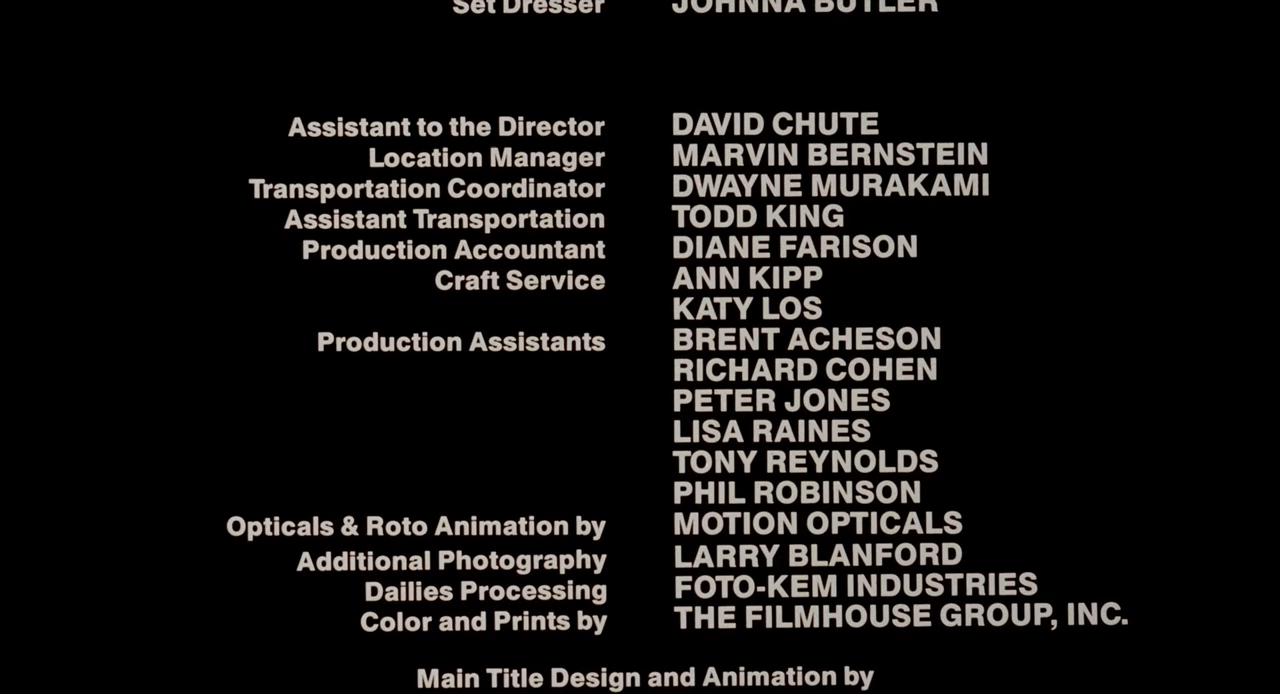 Set Dresser JOHNNA BUTLER
Assistant to the Director DAVID CHUTE
Location Manager MARVIN BERNSTEIN
Transportation Coordinator DWAYNE MURAKAMI
Assistant Transportation TODD KING
Production Accountant DIANE FARISON
Craft Service ANN KIPP
KATY LOS
Production Assistants BRENT ACHESON
RICHARD COHEN
PETER JONES
LISA RAINES
TONY REYNOLDS
PHIL ROBINSON
Opticals & Roto Animation by MOTION OPTICALS
Additional Photography LARRY BLANFORD
Dailies Processing FOTO-KEM INDUSTRIES
Color and Prints by THE FILMHOUSE GROUP, INC.
Main Title Design and Animation by